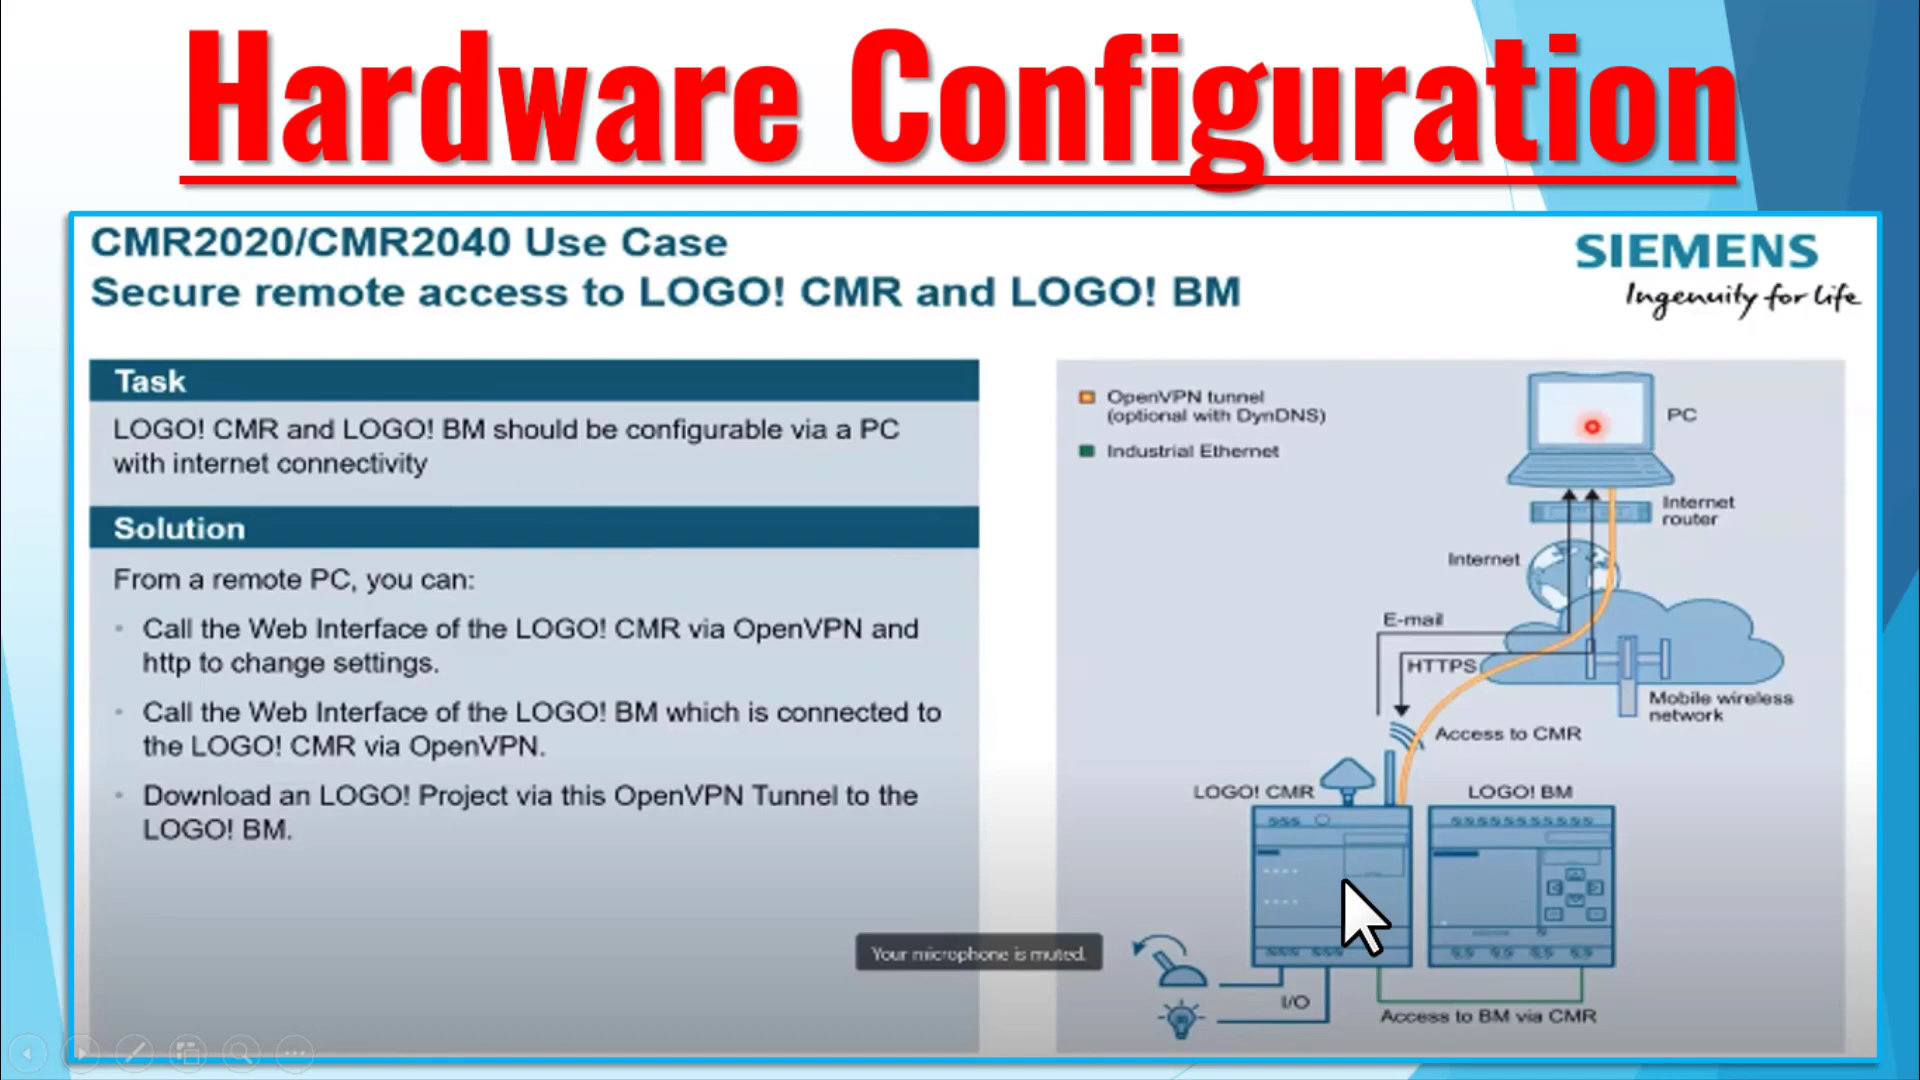 Hardware Configuration
CMR2020/CMR2040 Use Case
Secure remote access to LOGO! CMR and LOGO! BM
SIEMENS
Ingenuity for life
Task
LOGO! CMR and LOGO! BM should be configurable via a PC
with internet connectivity
Solution
From a remote PC, you can:
Call the Web Interface of the LOGO! CMR via OpenVPN and
http to change settings.
Call the Web Interface of the LOGO! BM which is connected to
the LOGO! CMR via OpenVPN.
Download an LOGO! Project via this OpenVPN Tunnel to the
LOGO! BM.
OpenVPN tunnel
(optional with DynDNS)
Industrial Ethernet
PC
Internet
router
Internet
E-mail
HTTPS
Mobile wireless
network
Access to CMR
LOGO! CMR
LOGO! BM
I/O
Access to BM via CMR
Your microphone is muted.